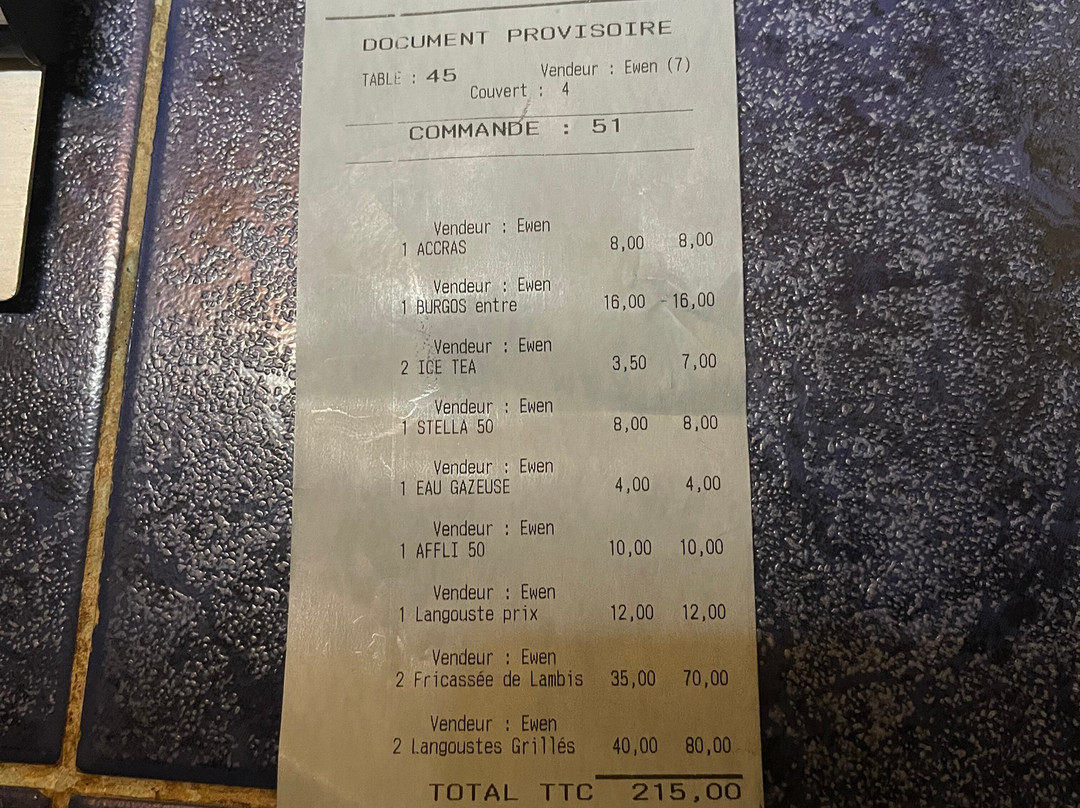 DOCUMENT PROVISOIRE
TABLE : 45 Vendeur : Ewen (7)
Couvert : 4
COMMANDE : 51
Vendeur : Ewen
1 ACCRAS 8,00 8,00
Vendeur : Ewen
1 BURGOS entre 16,00 16,00
Vendeur : Ewen
2 ICE TEA 3,50 7,00
Vendeur : Ewen
1 STELLA 50 8,00 8,00
Vendeur : Ewen
1 EAU GAZEUSE 4,00 4,00
Vendeur : Ewen
1 AFFLI 50 10,00 10,00
Vendeur : Ewen
1 Langouste prix 12,00 12,00
Vendeur : Ewen
2 Fricassée de Lambis 35,00 70,00
Vendeur : Ewen
2 Langoustes Grillés 40,00 80,00
TOTAL TTC 215,00